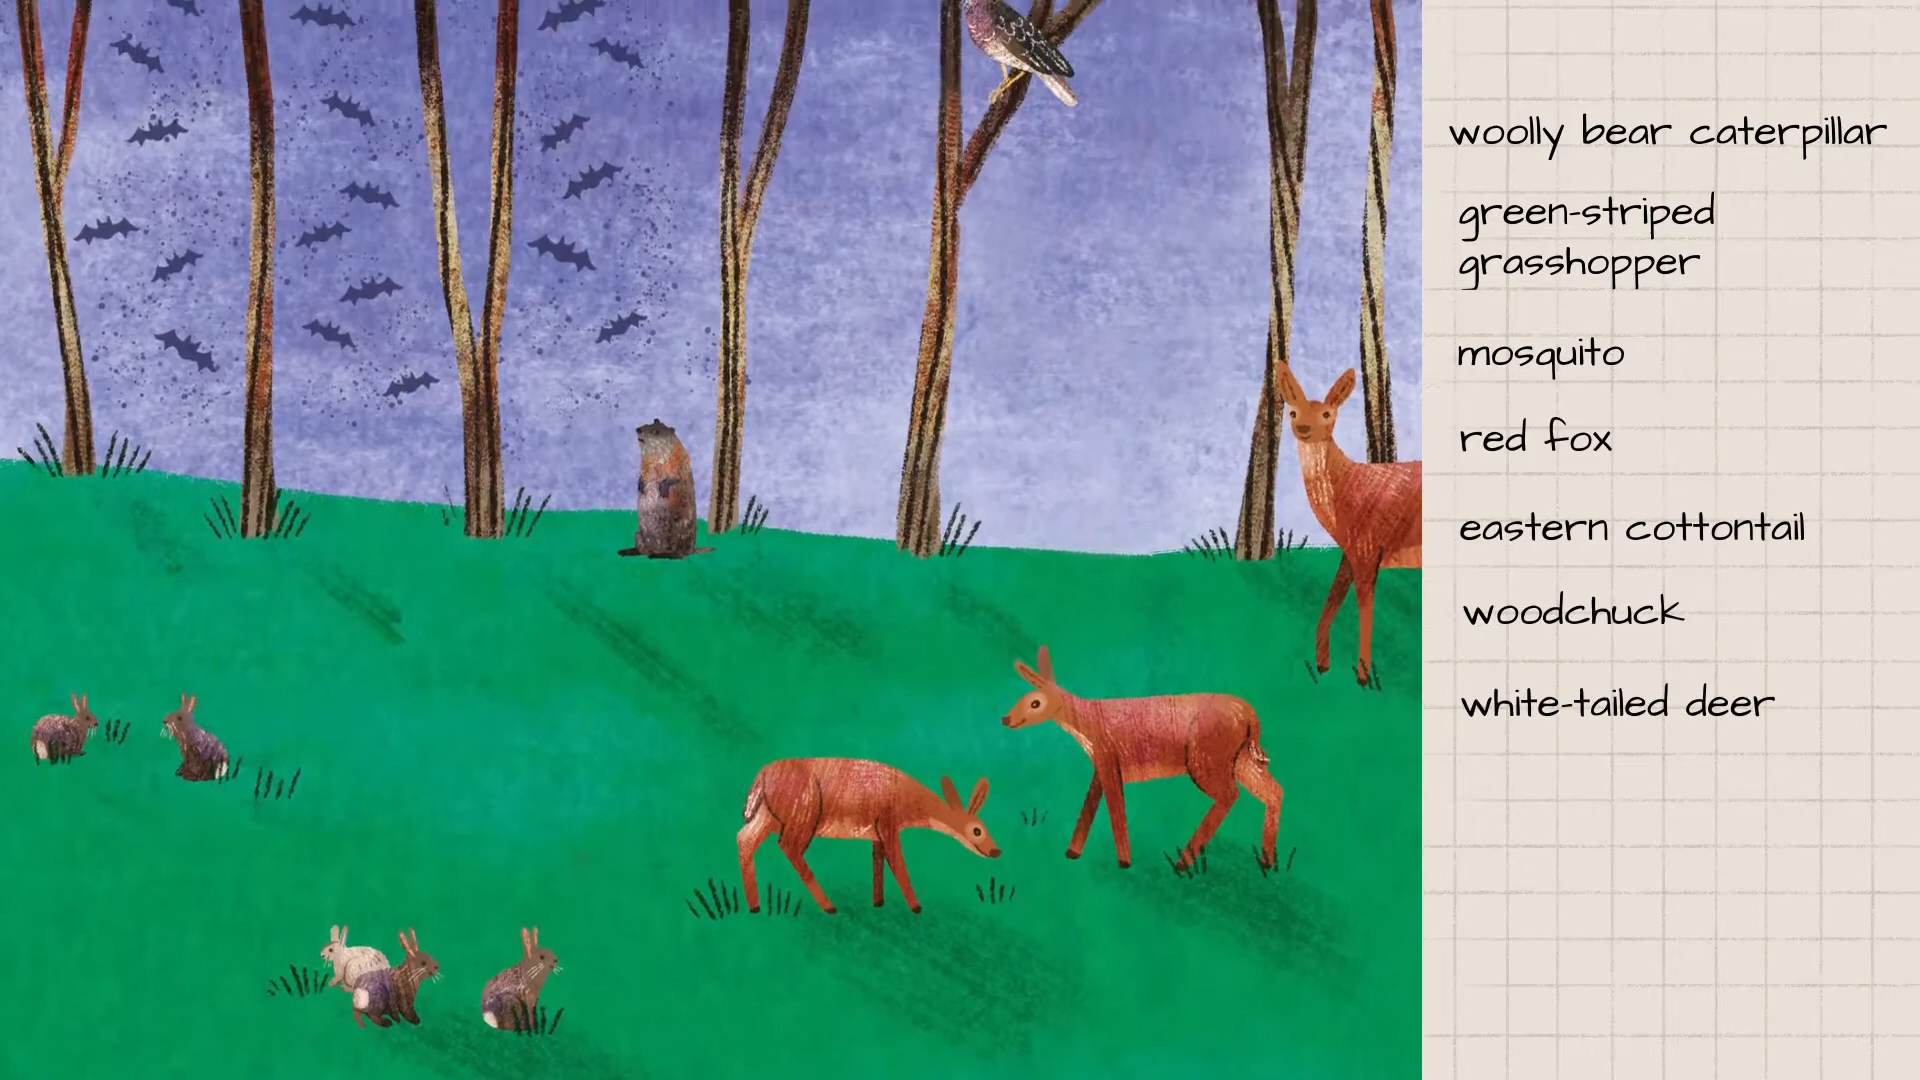 woolly bear caterpillar
green-striped
grasshopper
mosquito
red fox
eastern cottontail
woodchuck
white-tailed deer